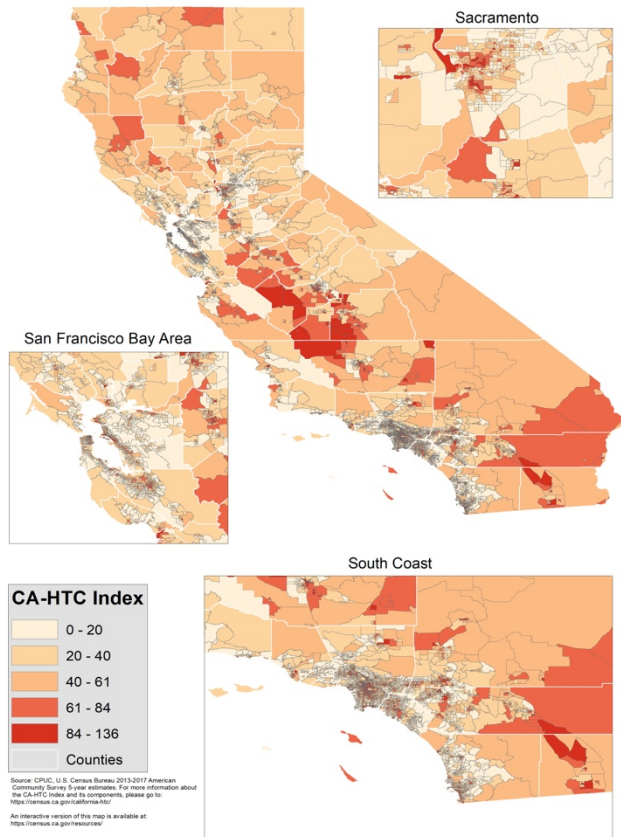 Sacramento
San Francisco Bay Area
South Coast
CA-HTC Index
0 - 20
20 - 40
40 - 61
61 - 84
84 - 136
Counties
Source: CPUC, U.S. Census Bureau 2013-2017 American
Community Survey 5-year estimates. For more information about
the CA-HTC Index and its components, please go to:
https://census.ca.gov/california-htc/
An interactive version of this map is available at:
https://census.ca.gov/resources/